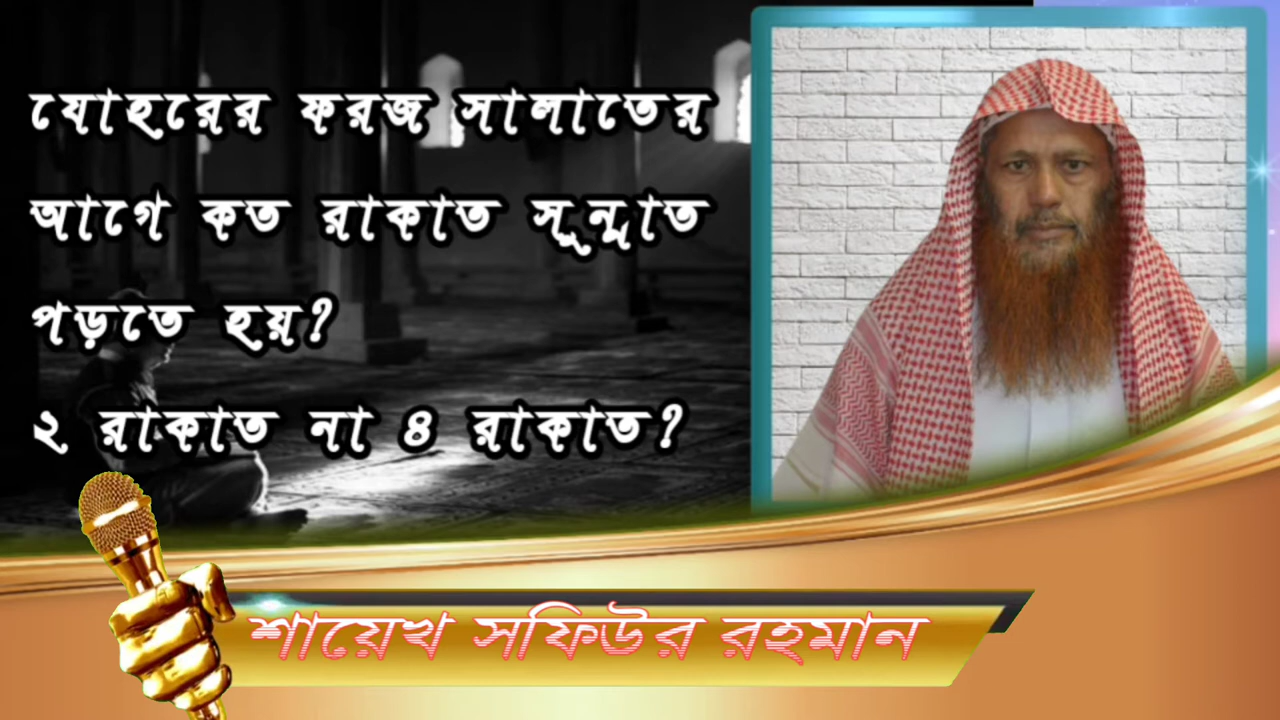 যোহরের ফরজ সালাতের
আগে কত রাকাত সুন্নাত
পড়তে হয়?
২ রাকাত না ৪ রাকাত?
শায়েখ সফিউর রহমান